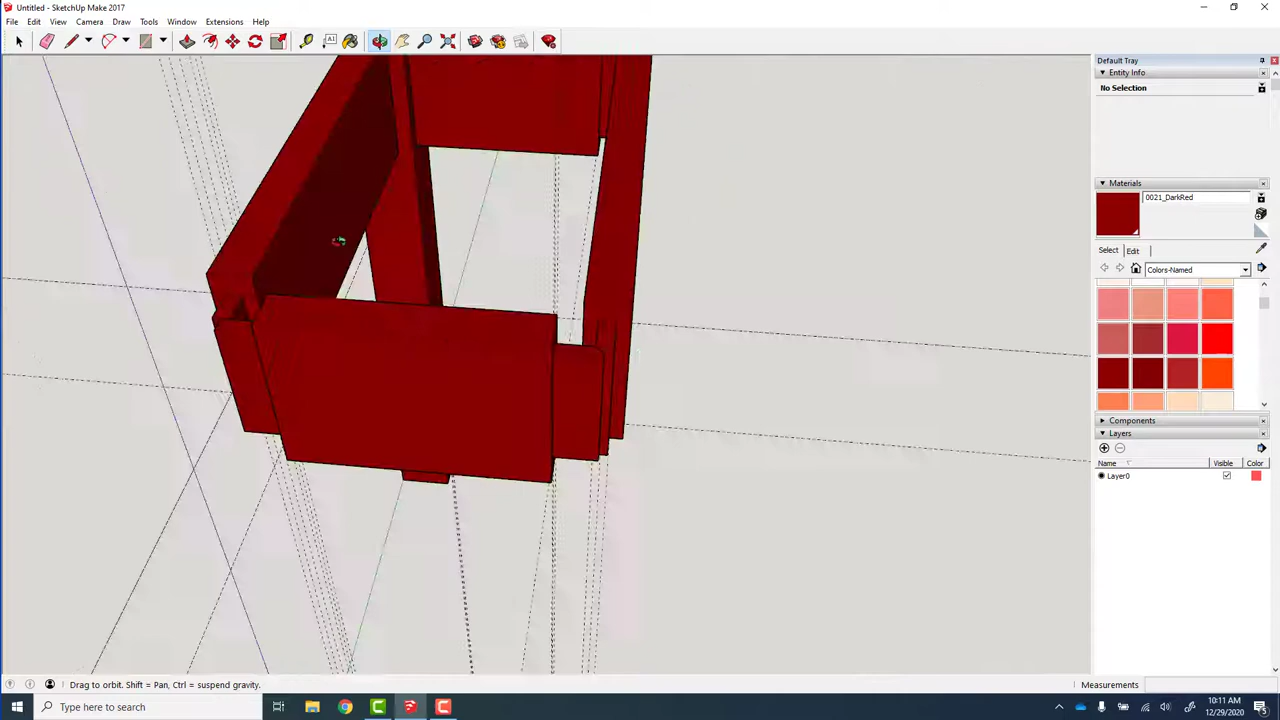 Untitled - SketchUp Make 2017
File Edit View Camera Draw Tools Window Extensions Help
Default Tray
Entity Info
No Selection
Materials
0021_DarkRed
Select Edit
Colors-Named
Components
Layers
Name Visible Color
Layer0
Drag to orbit. Shift = Pan, Ctrl = suspend gravity.
Measurements
Type here to search
10:11 AM
12/29/2020
5